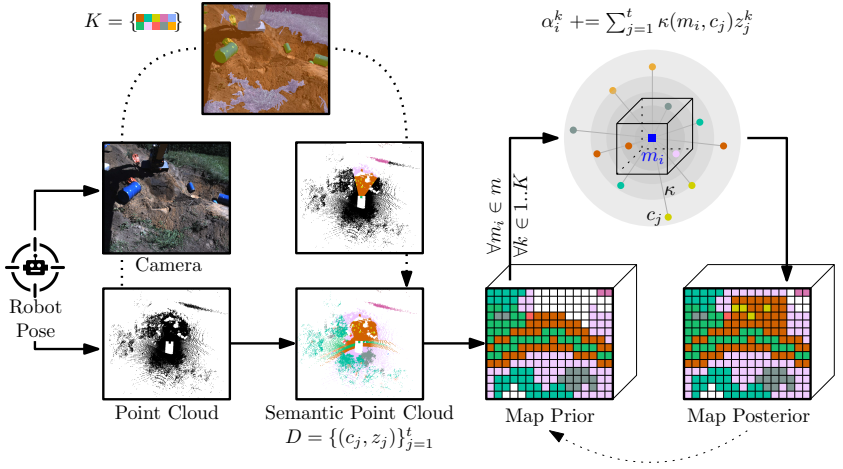 K = { }
α_i^k += ∑_{j=1}^t κ(m_i, c_j)z_j^k
m_i
κ
c_j
∀m_i ∈ m
∀k ∈ 1..K
Camera
Robot
Pose
Point Cloud
Semantic Point Cloud
D = {(c_j, z_j)}_{j=1}^t
Map Prior
Map Posterior